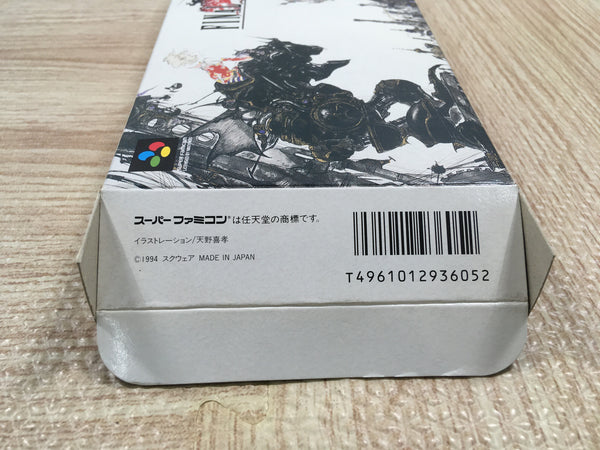 スーパーファミコン®は任天堂の商標です。
イラストレーション/天野喜孝
©1994 スクウェア MADE IN JAPAN
T4961012936052